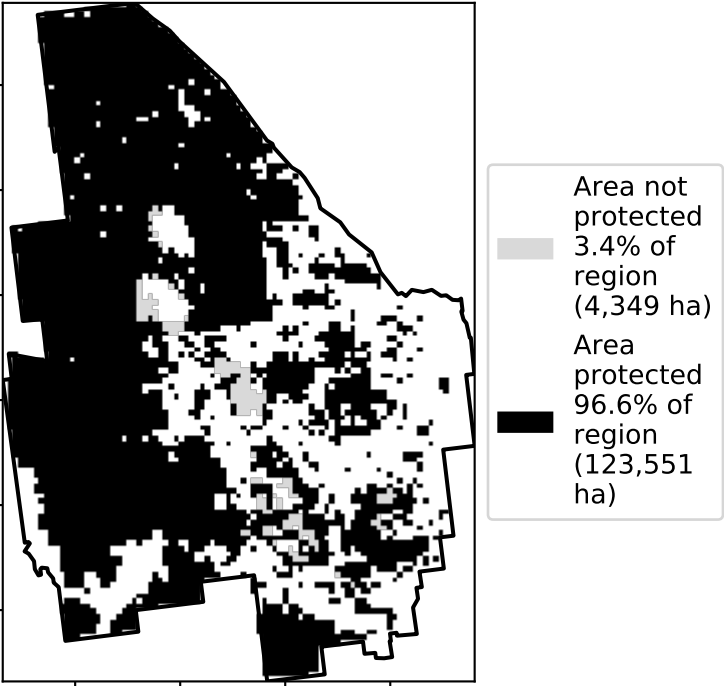 Area not
protected
3.4% of
region
(4,349 ha)
Area
protected
96.6% of
region
(123,551
ha)